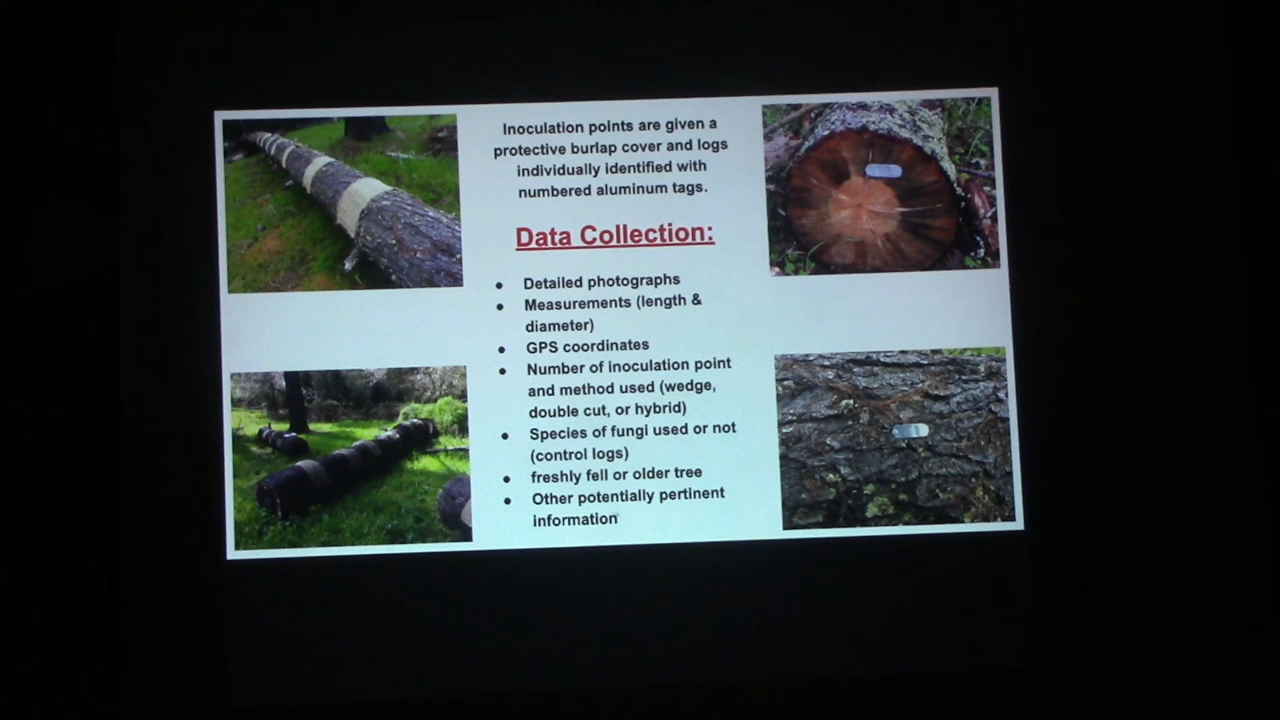 Inoculation points are given a
protective burlap cover and logs
individually identified with
numbered aluminum tags.
Data Collection:
• Detailed photographs
• Measurements (length &
diameter)
• GPS coordinates
• Number of inoculation point
and method used (wedge,
double cut, or hybrid)
• Species of fungi used or not
(control logs)
• freshly fell or older tree
• Other potentially pertinent
information